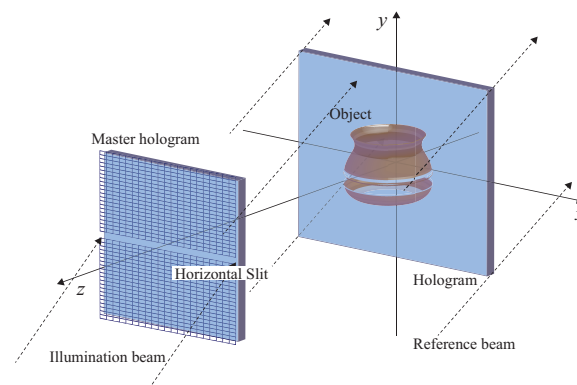 y
Object
Master hologram
Horizontal Slit
z
Hologram
Reference beam
Illumination beam